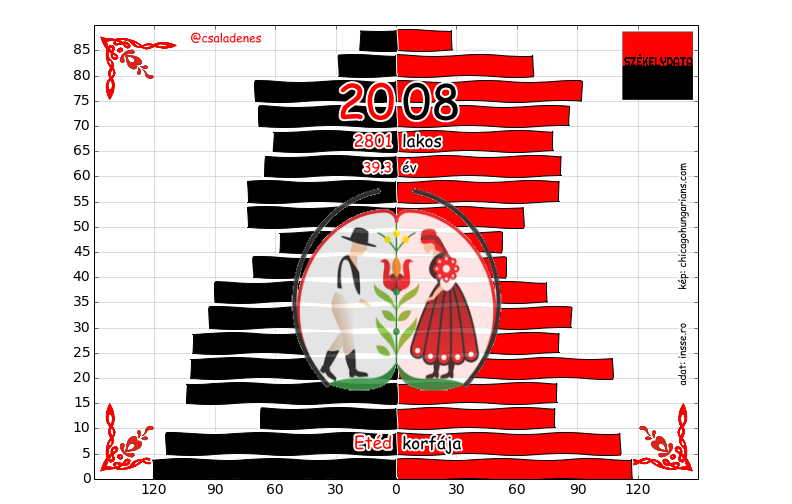 @csaladenes
SZÉKELYDATA
2008
2801 lakos
39.3 év
kép: chicagohungarians.com
adat: insse.ro
Etéd korfája
85
80
75
70
65
60
55
50
45
40
35
30
25
20
15
10
5
0
120 90 60 30 0 30 60 90 120